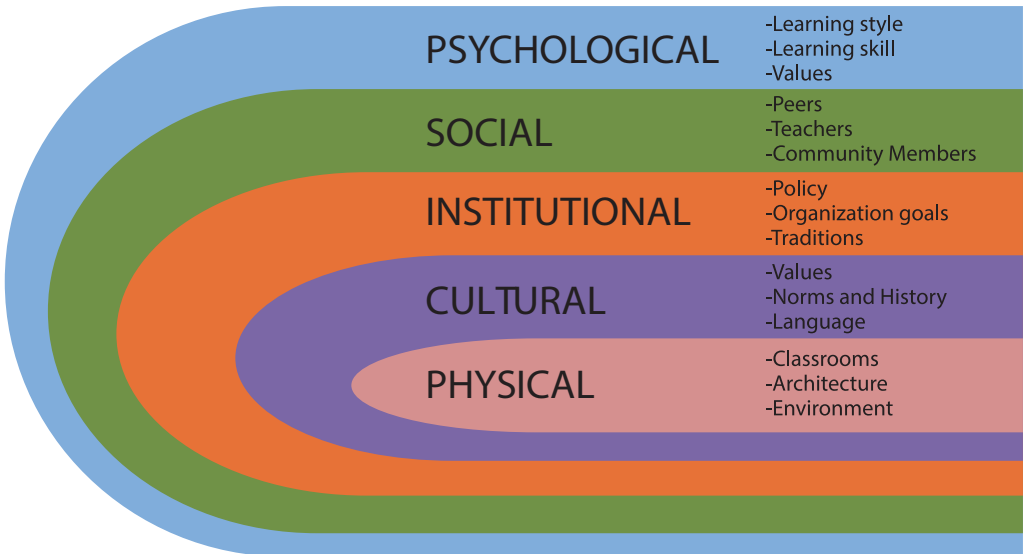 PSYCHOLOGICAL
-Learning style
-Learning skill
-Values
SOCIAL
-Peers
-Teachers
-Community Members
INSTITUTIONAL
-Policy
-Organization goals
-Traditions
CULTURAL
-Values
-Norms and History
-Language
PHYSICAL
-Classrooms
-Architecture
-Environment